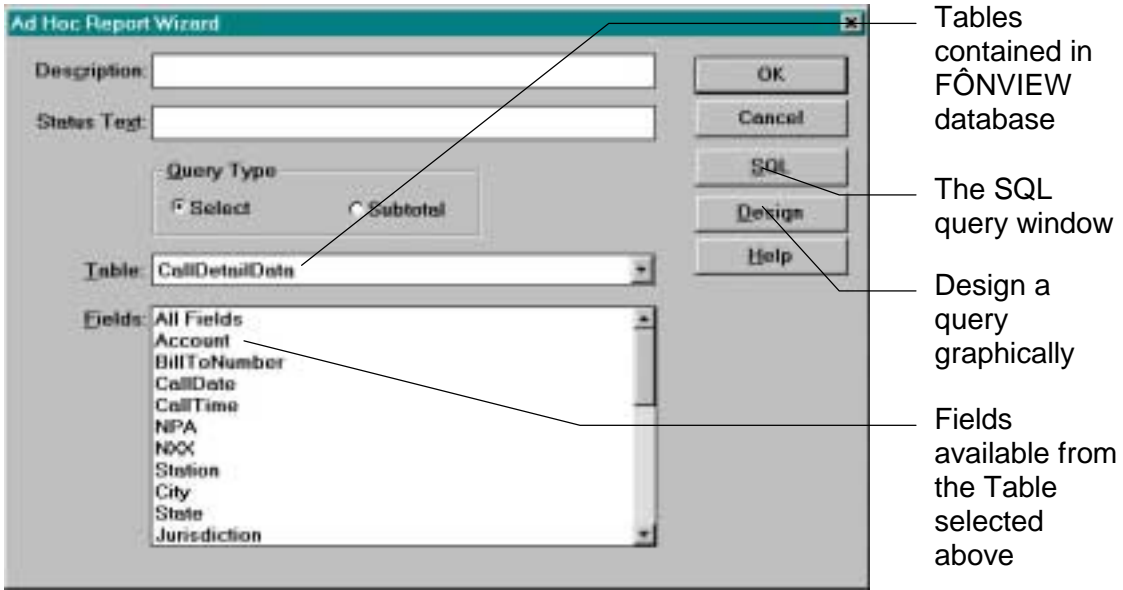 Ad Hoc Report Wizard
Description:
Status Text:
Query Type
Select
Subtotal
Table: CallDetailData
Fields: All Fields
Account
BillToNumber
CallDate
CallTime
NPA
NXX
Station
City
State
Jurisdiction
OK
Cancel
SQL
Design
Help
Tables
contained in
FÔNVIEW
database
The SQL
query window
Design a
query
graphically
Fields
available from
the Table
selected
above